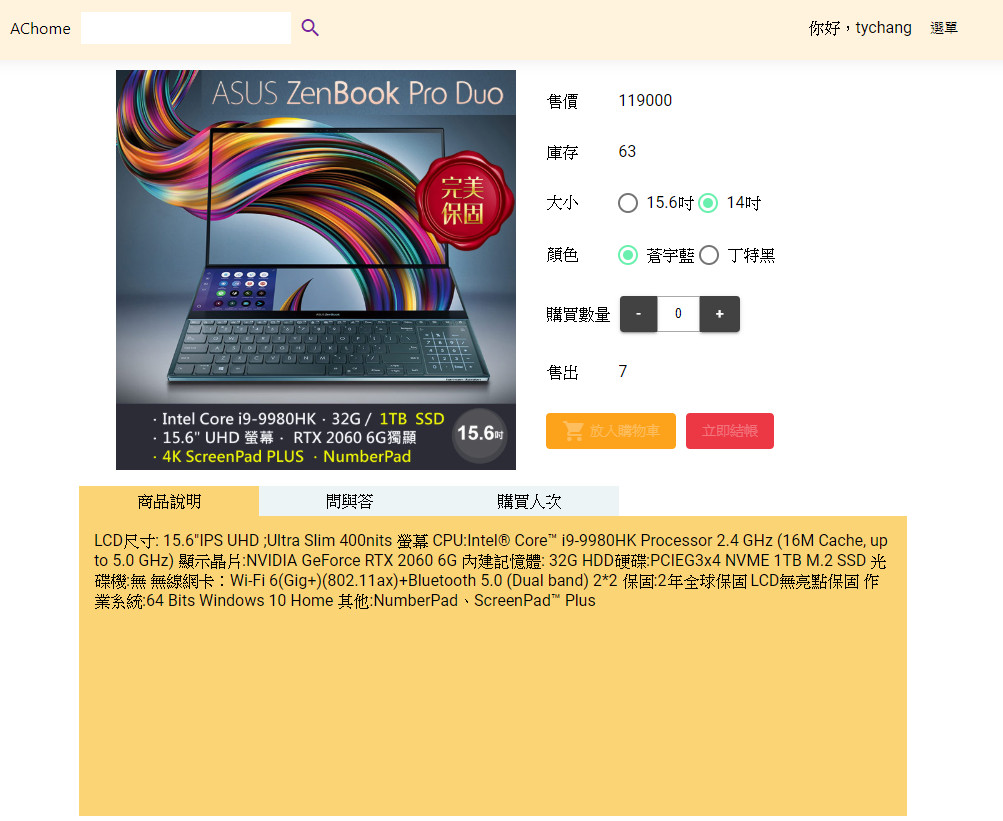 AChome
你好，tychang 選單
ASUS ZenBook Pro Duo
完美
保固
· Intel Core i9-9980HK · 32G / 1TB SSD
· 15.6" UHD 螢幕 · RTX 2060 6G獨顯
· 4K ScreenPad PLUS · NumberPad
15.6吋
售價 119000
庫存 63
大小 15.6吋 14吋
顏色 蒼宇藍 丁特黑
購買數量 - 0 +
售出 7
放入購物車 立即結帳
商品說明 問與答 購買人次
LCD尺寸: 15.6"IPS UHD ;Ultra Slim 400nits 螢幕 CPU:Intel® Core™ i9-9980HK Processor 2.4 GHz (16M Cache, up
to 5.0 GHz) 顯示晶片:NVIDIA GeForce RTX 2060 6G 內建記憶體: 32G HDD硬碟:PCIEG3x4 NVME 1TB M.2 SSD 光
碟機:無 無線網卡：Wi-Fi 6(Gig+)(802.11ax)+Bluetooth 5.0 (Dual band) 2*2 保固:2年全球保固 LCD無亮點保固 作
業系統:64 Bits Windows 10 Home 其他:NumberPad、ScreenPad™ Plus